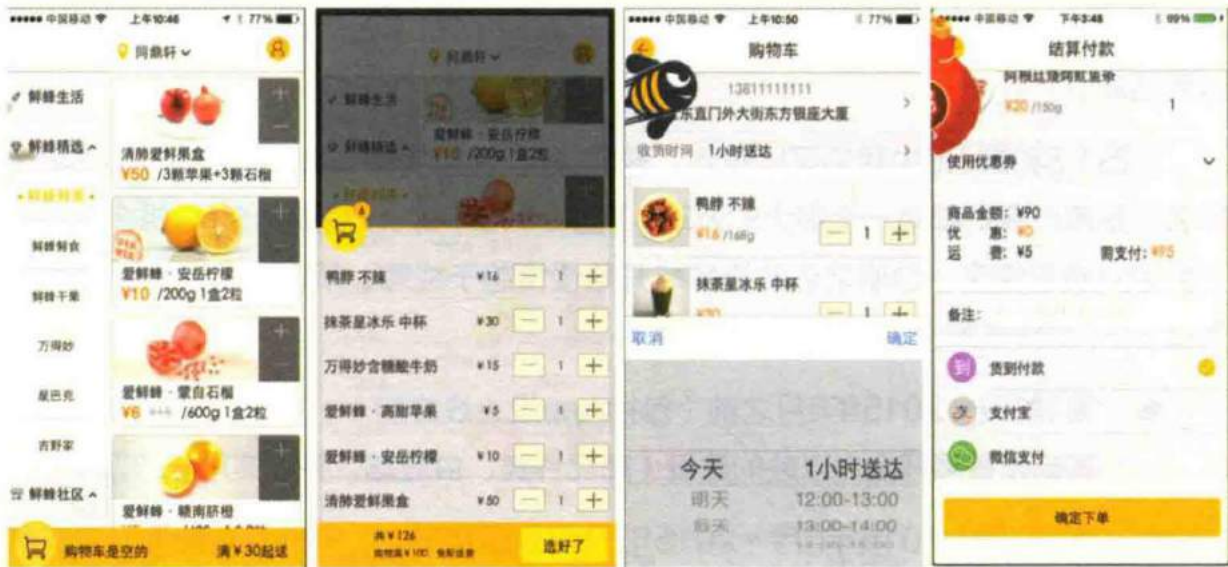 中国移动 上午10:46 77%
同鼎轩
鲜蜂生活
鲜蜂精选
鲜蜂鲜食
鲜蜂干果
万得妙
星巴克
吉野家
鲜蜂社区
清肺爱鲜果盒
¥50 /3颗苹果+3颗石榴
爱鲜蜂·安岳柠檬
¥10 /200g 1盒2粒
爱鲜蜂·蒙自石榴
¥6 /600g 1盒2粒
爱鲜蜂·赣南脐橙
购物车是空的 满¥30起送
同鼎轩
鲜蜂生活
鲜蜂精选
爱鲜蜂·安岳柠檬
¥10 /200g 1盒2粒
鸭脖 不辣 ¥16 1
抹茶星冰乐 中杯 ¥30 1
万得妙含糖酸牛奶 ¥15 1
爱鲜蜂·高甜苹果 ¥5 1
爱鲜蜂·安岳柠檬 ¥10 1
清肺爱鲜果盒 ¥50 1
共¥126
购物满¥100 免配送费
选好了
中国移动 上午10:50 77%
购物车
13811111111
东直门外大街东方银座大厦
收货时间 1小时送达
鸭脖 不辣
¥16 /168g 1
抹茶星冰乐 中杯
¥30 1
取消 确定
今天 1小时送达
明天 12:00-13:00
后天 13:00-14:00
中国移动 下午3:48 99%
结算付款
¥20 /150g 1
使用优惠券
商品金额：¥90
优 惠：¥0
运 费：¥5 需支付：¥95
备注：
到 货到付款
支付宝
微信支付
确定下单